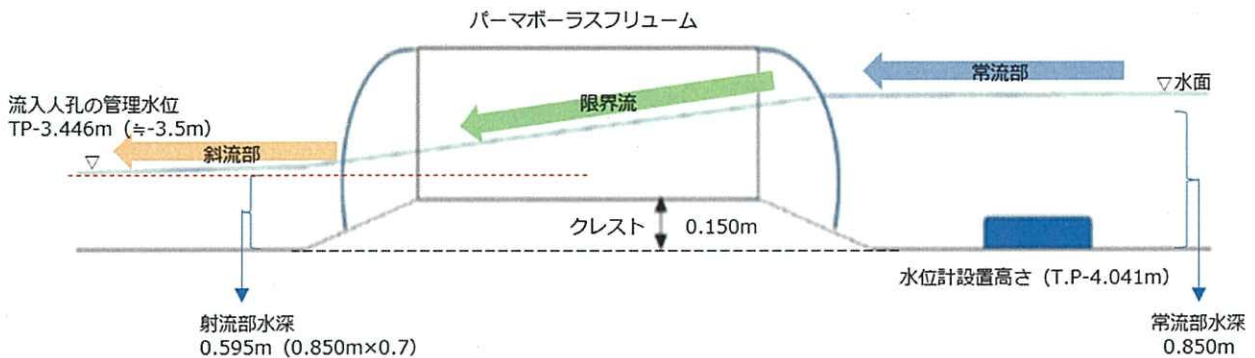 パーマボーラスフリューム
常流部
▽水面
限界流
流入人孔の管理水位
TP-3.446m（≒-3.5m）
▽
斜流部
クレスト 0.150m
水位計設置高さ（T.P-4.041m）
射流部水深
0.595m（0.850m×0.7）
常流部水深
0.850m